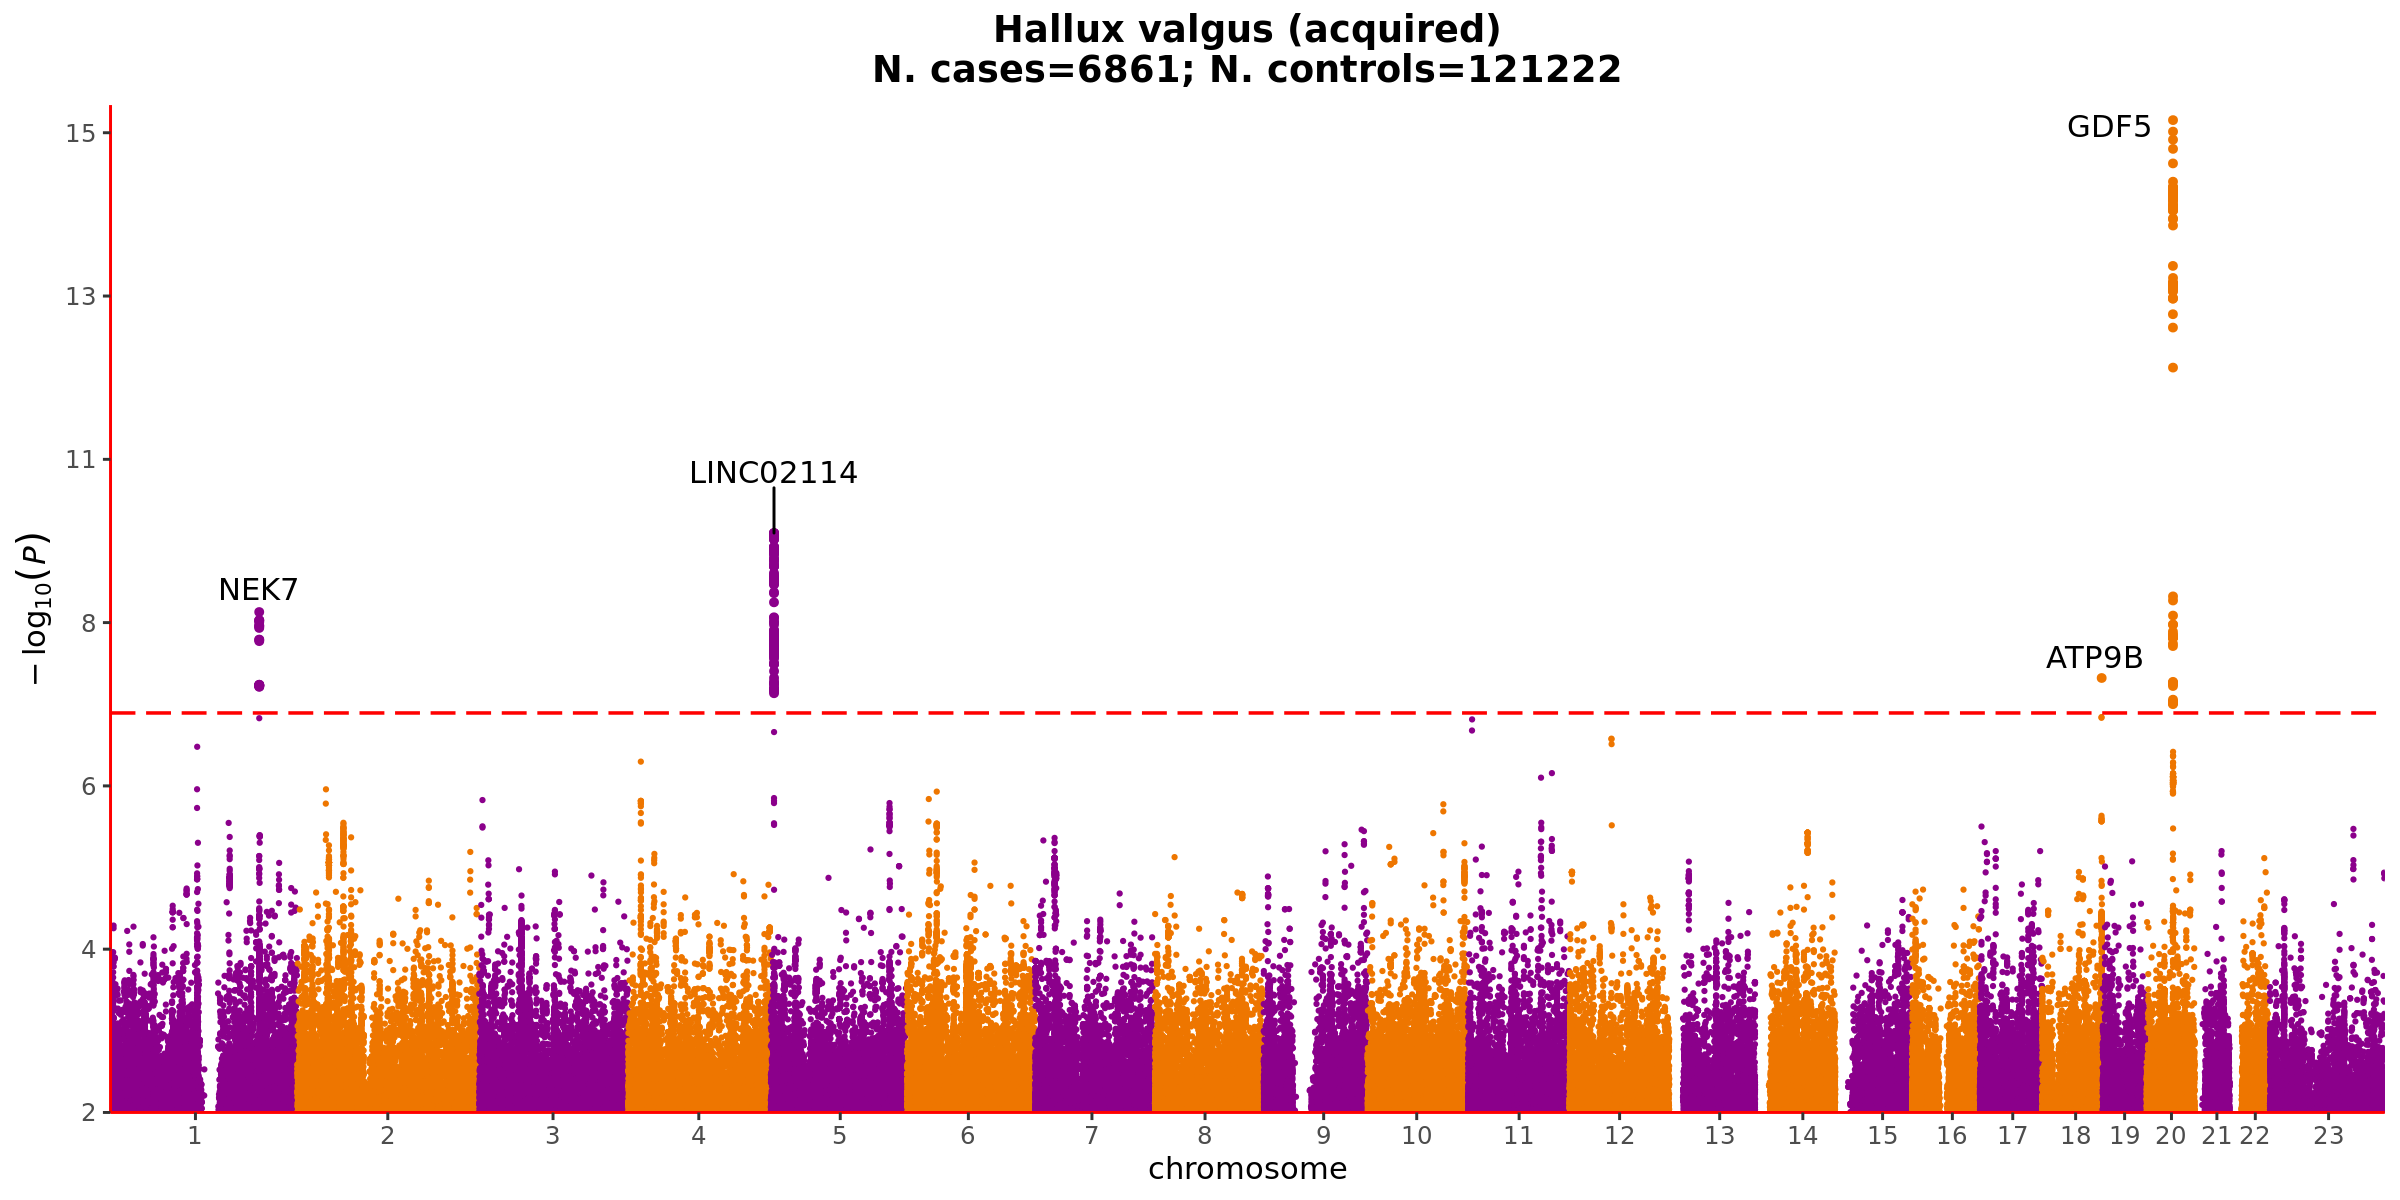 Hallux valgus (acquired)
N. cases=6861; N. controls=121222
15
GDF5
13
11
LINC02114
NEK7
8
ATP9B
6
4
2
− log10(P)
1 2 3 4 5 6 7 8 9 10 11 12 13 14 15 16 17 18 19 20 21 22 23
chromosome